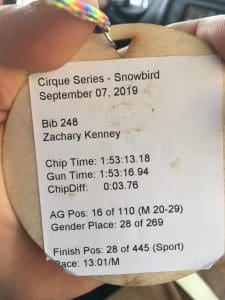 Cirque Series - Snowbird
September 07, 2019
Bib 248
Zachary Kenney
Chip Time: 1:53:13.18
Gun Time: 1:53:16.94
ChipDiff: 0:03.76
AG Pos: 16 of 110 (M 20-29)
Gender Place: 28 of 269
Finish Pos: 28 of 445 (Sport)
Pace: 13:01/M